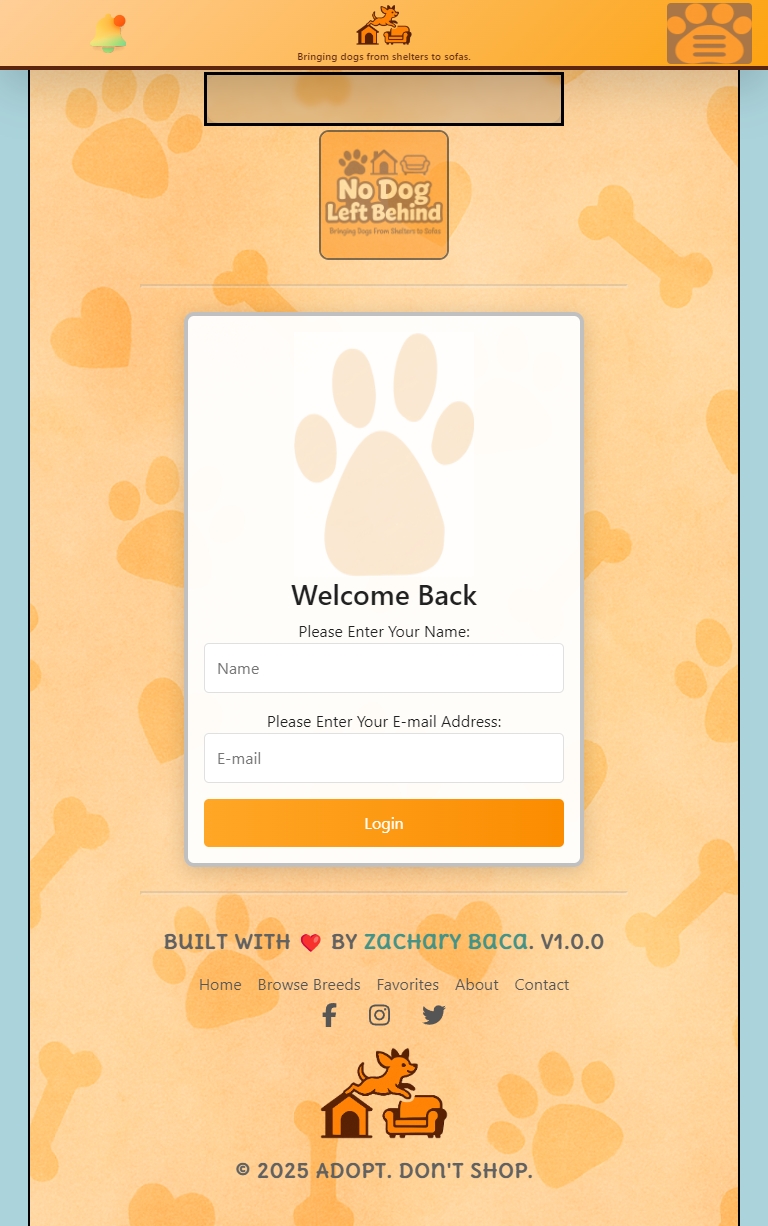 Bringing dogs from shelters to sofas.
No Dog
Left Behind
Bringing Dogs From Shelters to Sofas
Welcome Back
Please Enter Your Name:
Name
Please Enter Your E-mail Address:
E-mail
Login
BUILT WITH ❤️ BY Zachary Baca. V1.0.0
Home Browse Breeds Favorites About Contact
© 2025 ADOPT. DON'T SHOP.